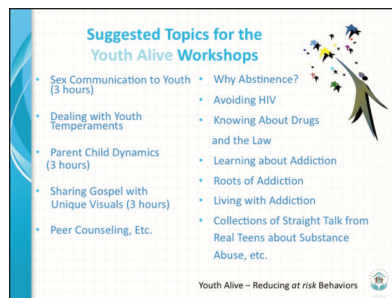 Suggested Topics for the
Youth Alive Workshops
• Sex Communication to Youth
(3 hours)
• Dealing with Youth
Temperaments
• Parent Child Dynamics
(3 hours)
• Sharing Gospel with
Unique Visuals (3 hours)
• Peer Counseling, Etc.
• Why Abstinence?
• Avoiding HIV
• Knowing About Drugs
and the Law
• Learning about Addiction
• Roots of Addiction
• Living with Addiction
• Collections of Straight Talk from
Real Teens about Substance
Abuse, etc.
Youth Alive – Reducing at risk Behaviors